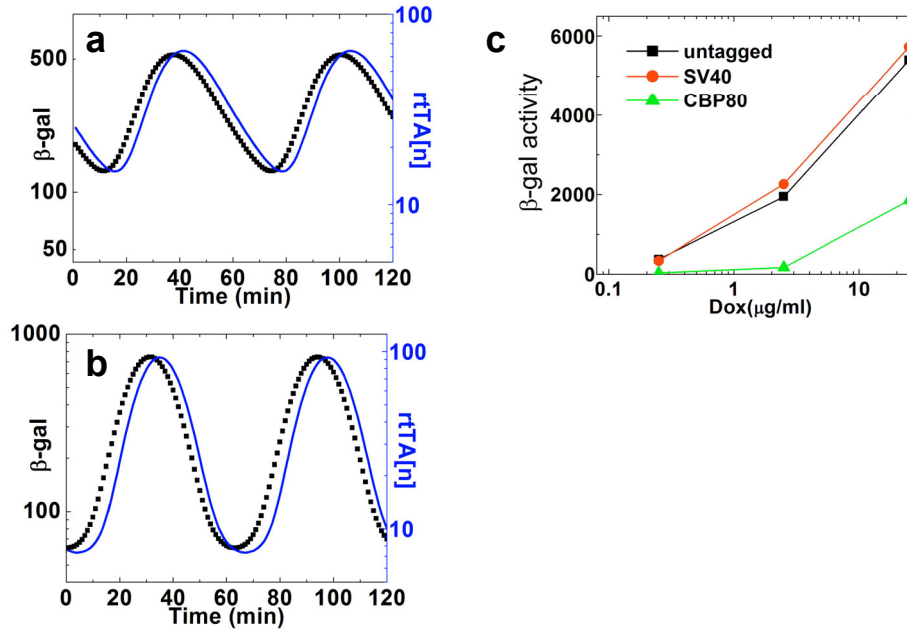 a
500
100
50
β-gal
100
10
rtTA[n]
0 20 40 60 80 100 120
Time (min)
b
1000
100
β-gal
100
10
rtTA[n]
0 20 40 60 80 100 120
Time (min)
c
untagged
SV40
CBP80
6000
4000
2000
0
β-gal activity
0.1 1 10
Dox(μg/ml)